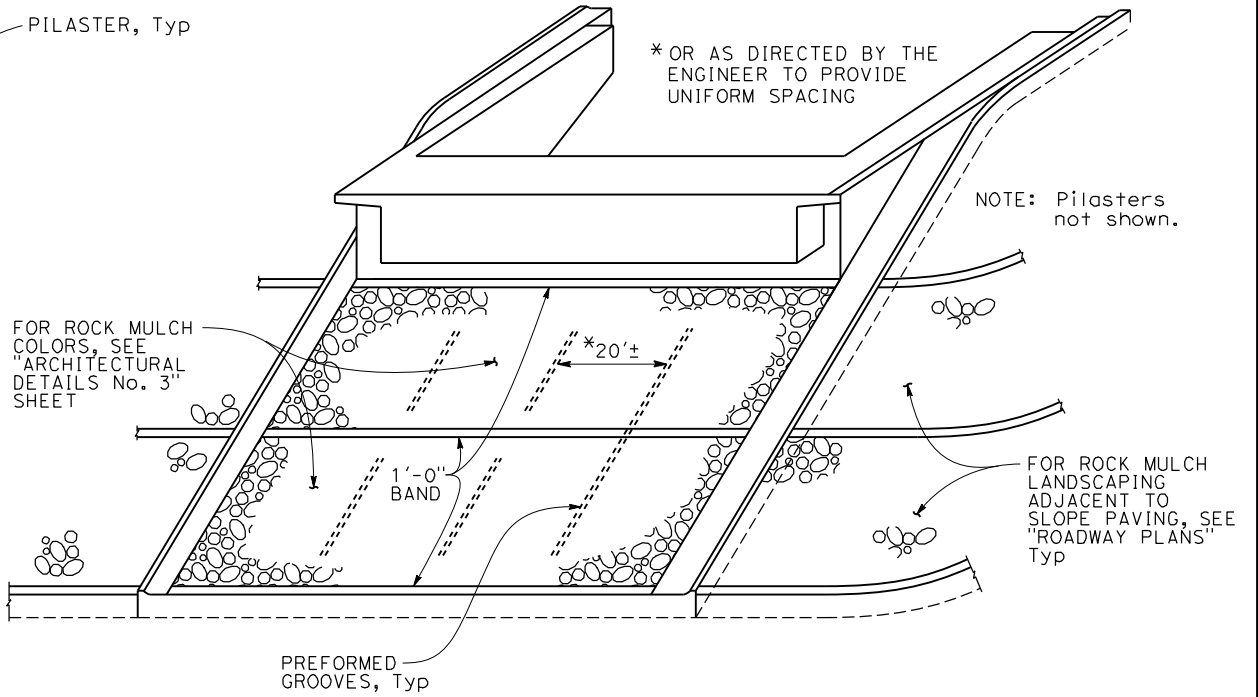 PILASTER, Typ
* OR AS DIRECTED BY THE
ENGINEER TO PROVIDE
UNIFORM SPACING
NOTE: Pilasters
not shown.
FOR ROCK MULCH
COLORS, SEE
"ARCHITECTURAL
DETAILS No. 3"
SHEET
*20'±
1'-0"
BAND
FOR ROCK MULCH
LANDSCAPING
ADJACENT TO
SLOPE PAVING, SEE
"ROADWAY PLANS"
Typ
PREFORMED
GROOVES, Typ